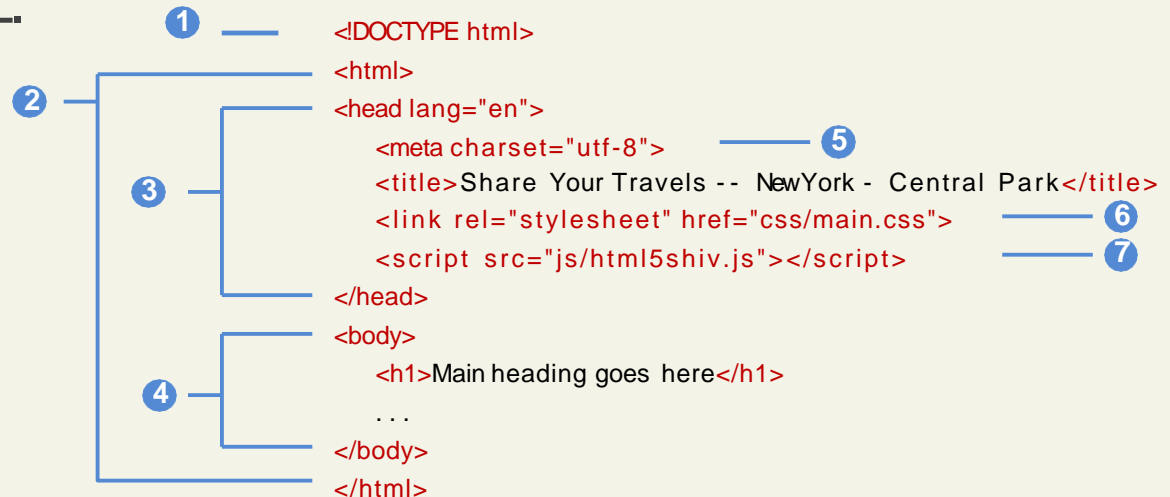 1 <!DOCTYPE html>
<html>
2
<head lang="en">
<meta charset="utf-8"> 5
3 <title>Share Your Travels -- NewYork - Central Park</title>
<link rel="stylesheet" href="css/main.css"> 6
<script src="js/html5shiv.js"></script> 7
</head>
<body>
<h1>Main heading goes here</h1>
4
. . .
</body>
</html>